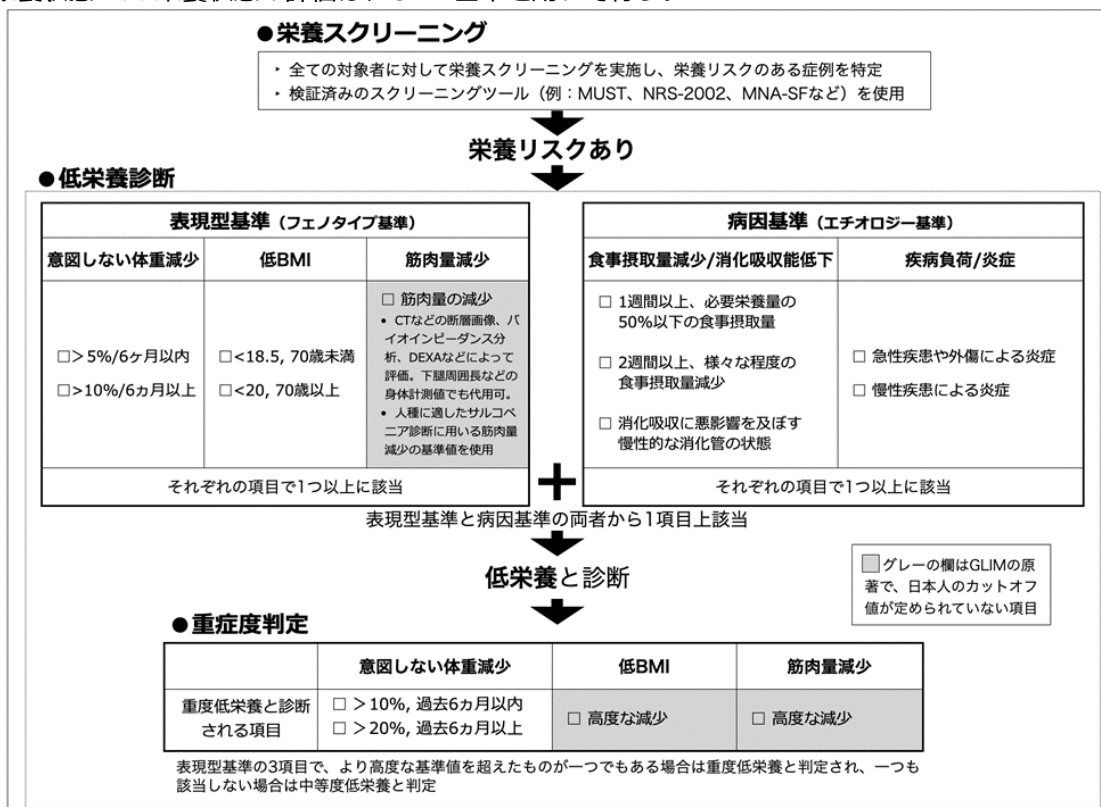 ●栄養スクリーニング
‣ 全ての対象者に対して栄養スクリーニングを実施し、栄養リスクのある症例を特定
‣ 検証済みのスクリーニングツール（例：MUST、NRS-2002、MNA-SFなど）を使用
栄養リスクあり
●低栄養診断
表現型基準（フェノタイプ基準）
意図しない体重減少
低BMI
筋肉量減少
□＞5%/6ヶ月以内
□>10%/6ヵ月以上
□<18.5, 70歳未満
□<20, 70歳以上
□ 筋肉量の減少
• CTなどの断層画像、バ
イオインピーダンス分
析、DEXAなどによって
評価。下腿周囲長などの
身体計測値でも代用可。
• 人種に適したサルコペ
ニア診断に用いる筋肉量
減少の基準値を使用
それぞれの項目で1つ以上に該当
＋
病因基準（エチオロジー基準）
食事摂取量減少/消化吸収能低下
疾病負荷/炎症
□ 1週間以上、必要栄養量の
50%以下の食事摂取量
□ 2週間以上、様々な程度の
食事摂取量減少
□ 消化吸収に悪影響を及ぼす
慢性的な消化管の状態
□ 急性疾患や外傷による炎症
□ 慢性疾患による炎症
それぞれの項目で1つ以上に該当
表現型基準と病因基準の両者から1項目上該当
低栄養と診断
グレーの欄はGLIMの原
著で、日本人のカットオフ
値が定められていない項目
●重症度判定
意図しない体重減少
低BMI
筋肉量減少
重度低栄養と診断
される項目
□ ＞10%, 過去6ヵ月以内
□ ＞20%, 過去6ヵ月以上
□ 高度な減少
□ 高度な減少
表現型基準の3項目で、より高度な基準値を超えたものが一つでもある場合は重度低栄養と判定され、一つも
該当しない場合は中等度低栄養と判定